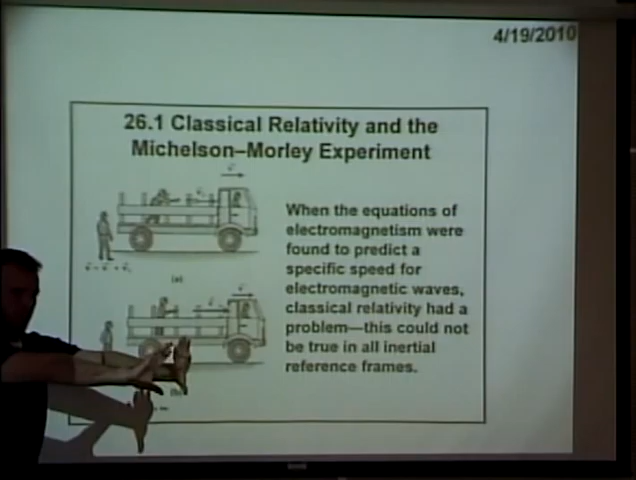 4/19/2010
26.1 Classical Relativity and the
Michelson–Morley Experiment
When the equations of
electromagnetism were
found to predict a
specific speed for
electromagnetic waves,
classical relativity had a
problem—this could not
be true in all inertial
reference frames.
(a)
(b)